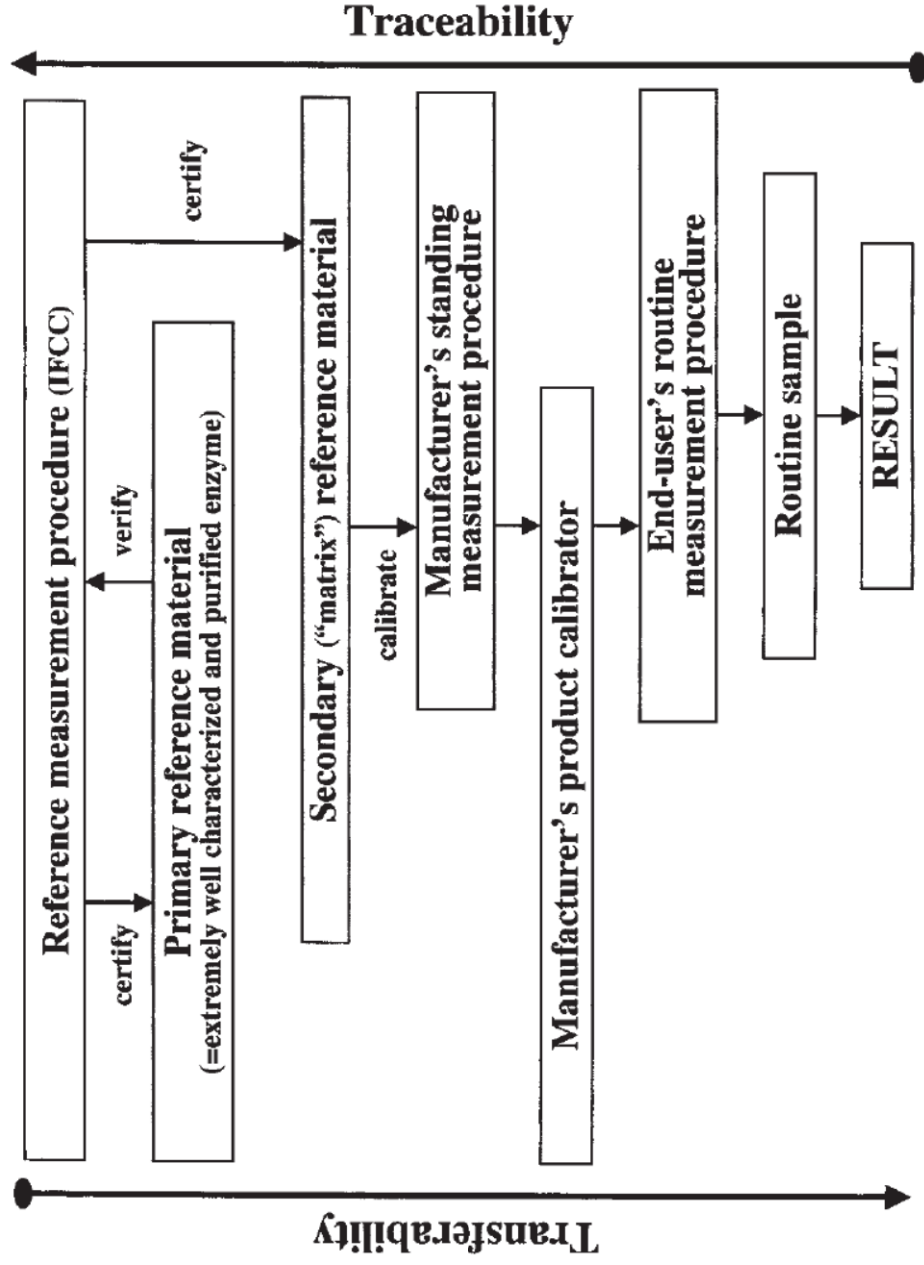 Traceability
Reference measurement procedure (IFCC)
certify
verify
certify
Primary reference material
(=extremely well characterized and purified enzyme)
Secondary (“matrix”) reference material
calibrate
Manufacturer’s standing
measurement procedure
Manufacturer’s product calibrator
End-user’s routine
measurement procedure
Routine sample
RESULT
Transferability